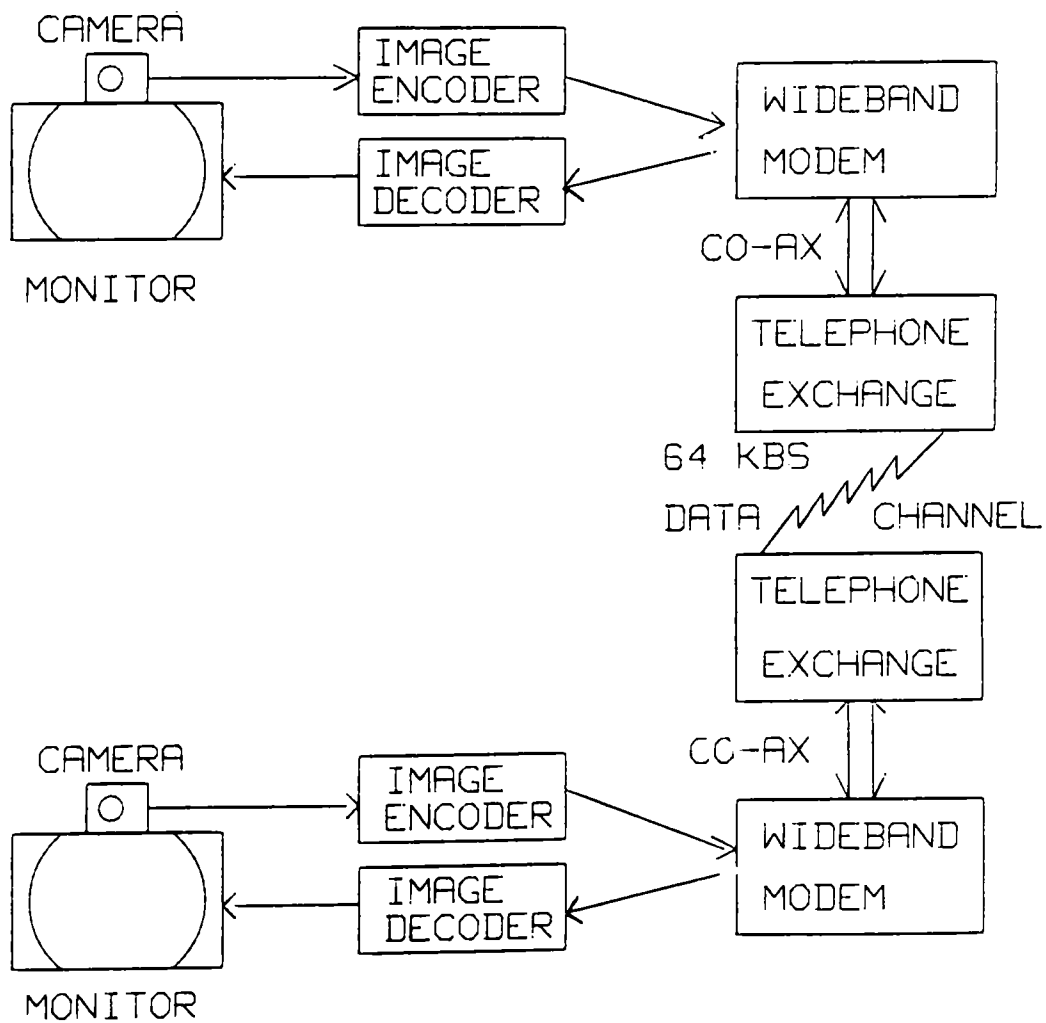 CAMERA
IMAGE
ENCODER
WIDEBAND
MODEM
IMAGE
DECODER
MONITOR
CO-AX
TELEPHONE
EXCHANGE
64 KBS
DATA CHANNEL
TELEPHONE
EXCHANGE
CO-AX
CAMERA
IMAGE
ENCODER
WIDEBAND
MODEM
IMAGE
DECODER
MONITOR